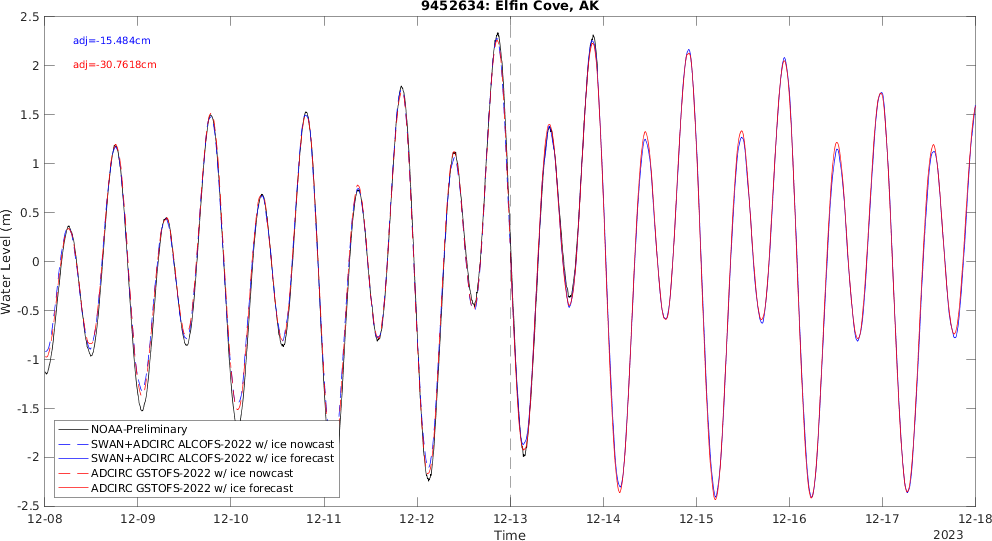 9452634: Elfin Cove, AK
adj=-15.484cm
adj=-30.7618cm
Water Level (m)
2.5
2
1.5
1
0.5
0
-0.5
-1
-1.5
-2
-2.5
NOAA-Preliminary
SWAN+ADCIRC ALCOFS-2022 w/ ice nowcast
SWAN+ADCIRC ALCOFS-2022 w/ ice forecast
ADCIRC GSTOFS-2022 w/ ice nowcast
ADCIRC GSTOFS-2022 w/ ice forecast
12-08 12-09 12-10 12-11 12-12 12-13 12-14 12-15 12-16 12-17 12-18
Time
2023